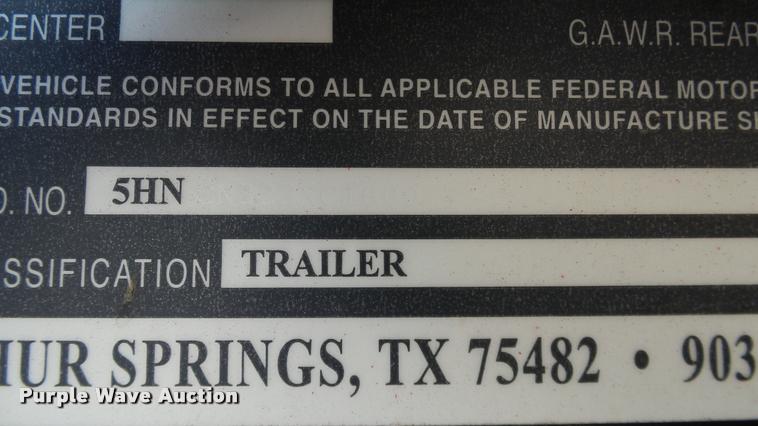 CENTER G.A.W.R. REAR
VEHICLE CONFORMS TO ALL APPLICABLE FEDERAL MOTOR
STANDARDS IN EFFECT ON THE DATE OF MANUFACTURE
NO. 5HN
SSIFICATION TRAILER
HUR SPRINGS, TX 75482 • 903
Purple Wave Auction